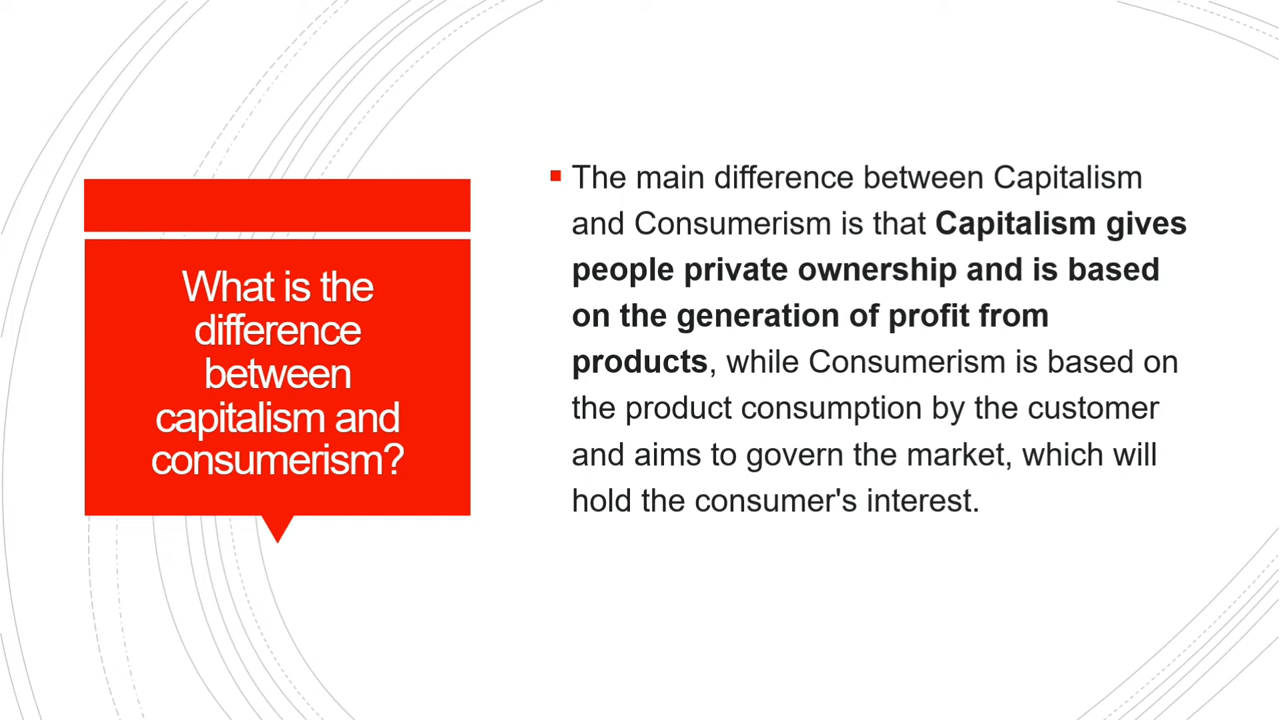 What is the
difference
between
capitalism and
consumerism?
The main difference between Capitalism
and Consumerism is that Capitalism gives
people private ownership and is based
on the generation of profit from
products, while Consumerism is based on
the product consumption by the customer
and aims to govern the market, which will
hold the consumer's interest.